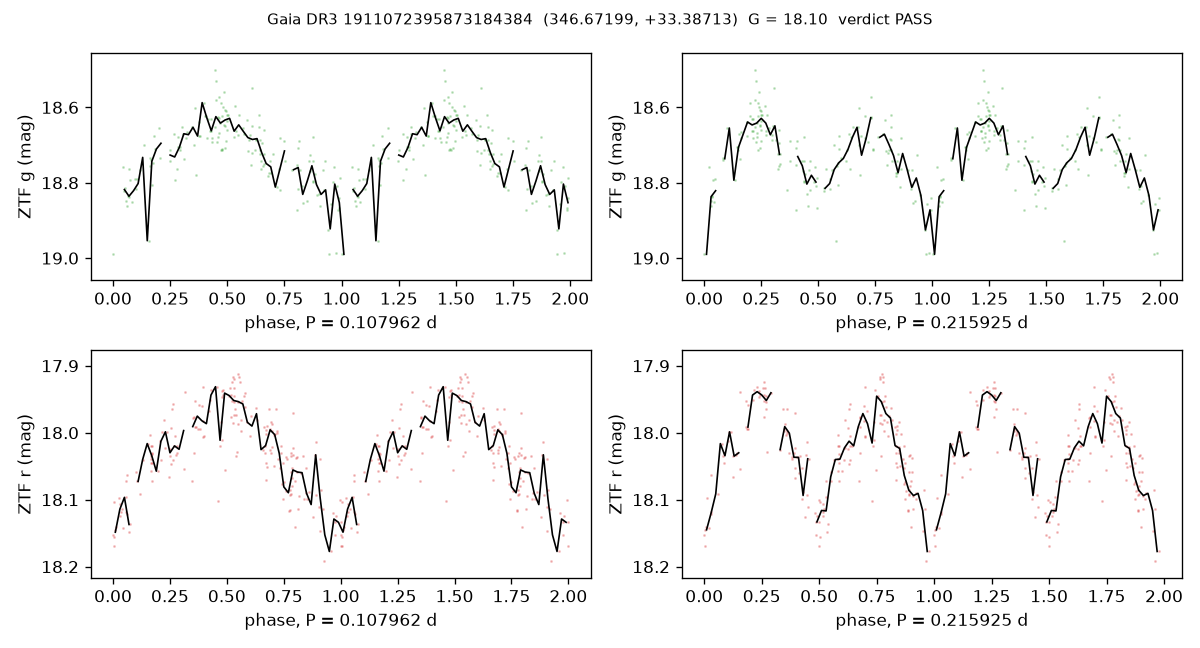 Gaia DR3 1911072395873184384  (346.67199, +33.38713)  G = 18.10  verdict PASS
ZTF g (mag)
18.6
18.8
19.0
0.00 0.25 0.50 0.75 1.00 1.25 1.50 1.75 2.00
phase, P = 0.107962 d
ZTF g (mag)
18.6
18.8
19.0
0.00 0.25 0.50 0.75 1.00 1.25 1.50 1.75 2.00
phase, P = 0.215925 d
ZTF r (mag)
17.9
18.0
18.1
18.2
0.00 0.25 0.50 0.75 1.00 1.25 1.50 1.75 2.00
phase, P = 0.107962 d
ZTF r (mag)
17.9
18.0
18.1
18.2
0.00 0.25 0.50 0.75 1.00 1.25 1.50 1.75 2.00
phase, P = 0.215925 d